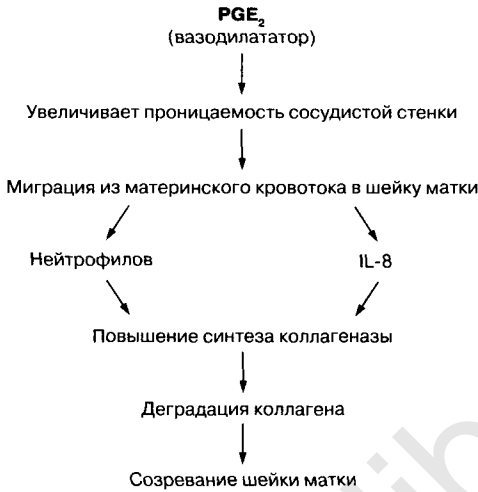 PGE₂
(вазодилататор)
Увеличивает проницаемость сосудистой стенки
Миграция из материнского кровотока в шейку матки
Нейтрофилов IL-8
Повышение синтеза коллагеназы
Деградация коллагена
Созревание шейки матки